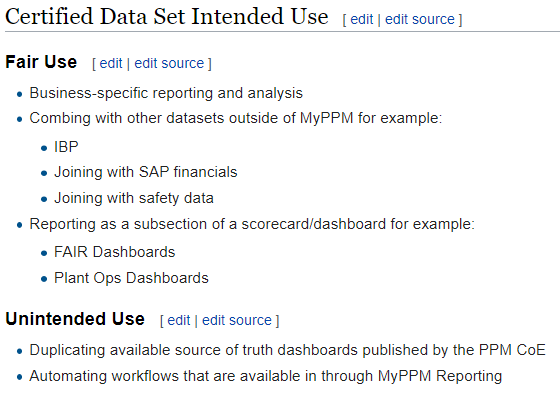 Certified Data Set Intended Use [ edit | edit source ]
Fair Use [ edit | edit source ]
Business-specific reporting and analysis
Combing with other datasets outside of MyPPM for example:
IBP
Joining with SAP financials
Joining with safety data
Reporting as a subsection of a scorecard/dashboard for example:
FAIR Dashboards
Plant Ops Dashboards
Unintended Use [ edit | edit source ]
Duplicating available source of truth dashboards published by the PPM CoE
Automating workflows that are available in through MyPPM Reporting